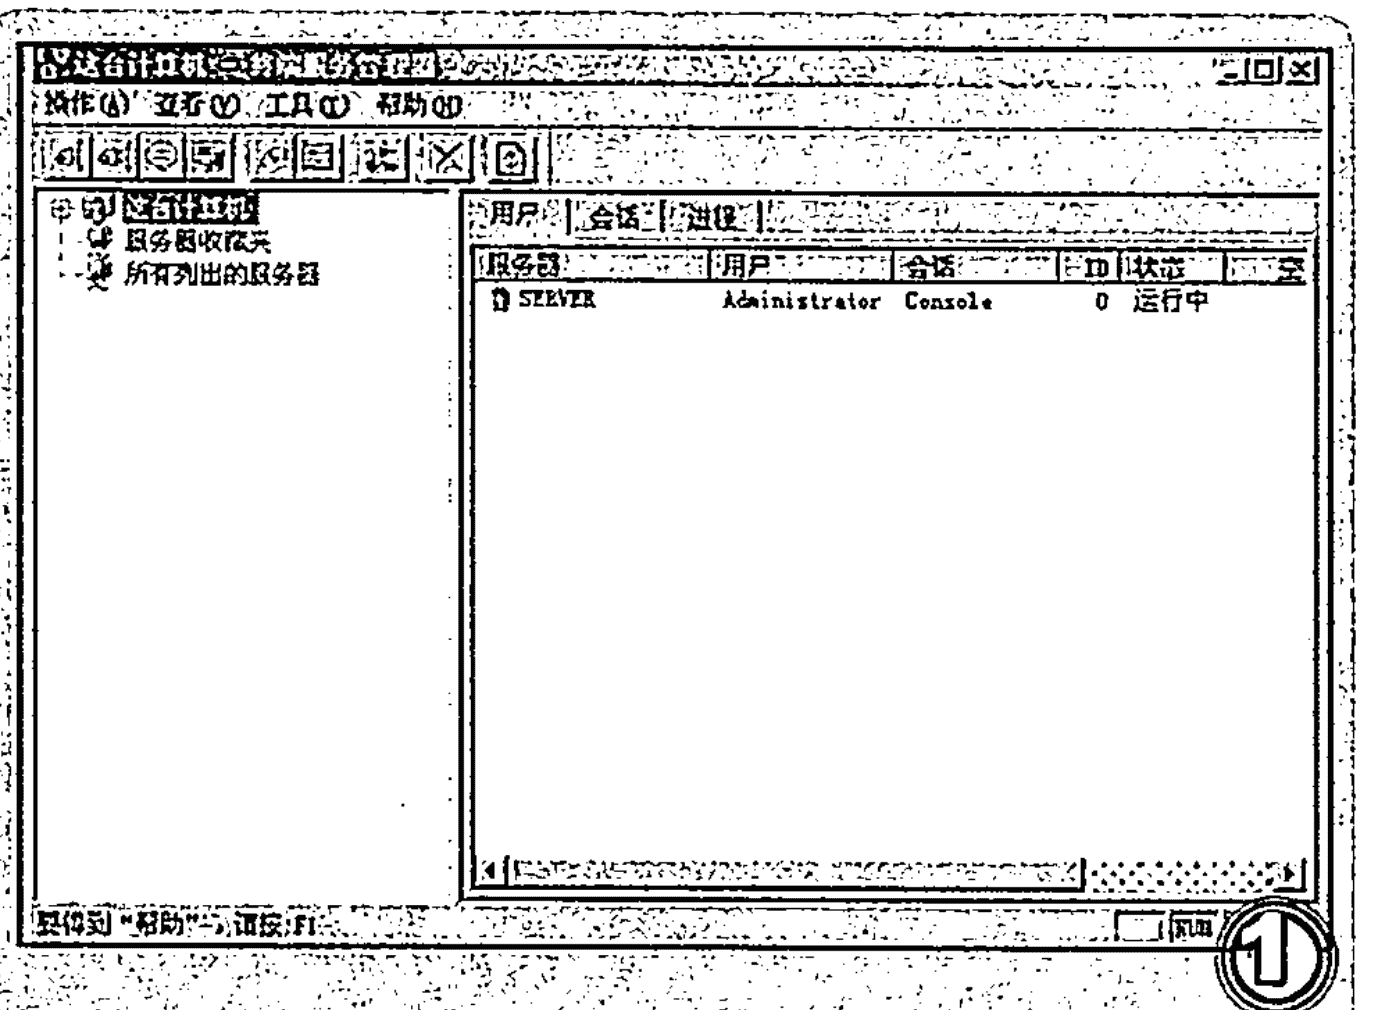 这台计算机 - 终端服务管理器
操作(A) 查看(V) 工具(T) 帮助(H)
这台计算机
服务器收藏夹
所有列出的服务器
用户 会话 进程
服务器 用户 会话 ID 状态 空
SERVER Administrator Console 0 运行中
要得到“帮助”，请按 F1
NUM
1